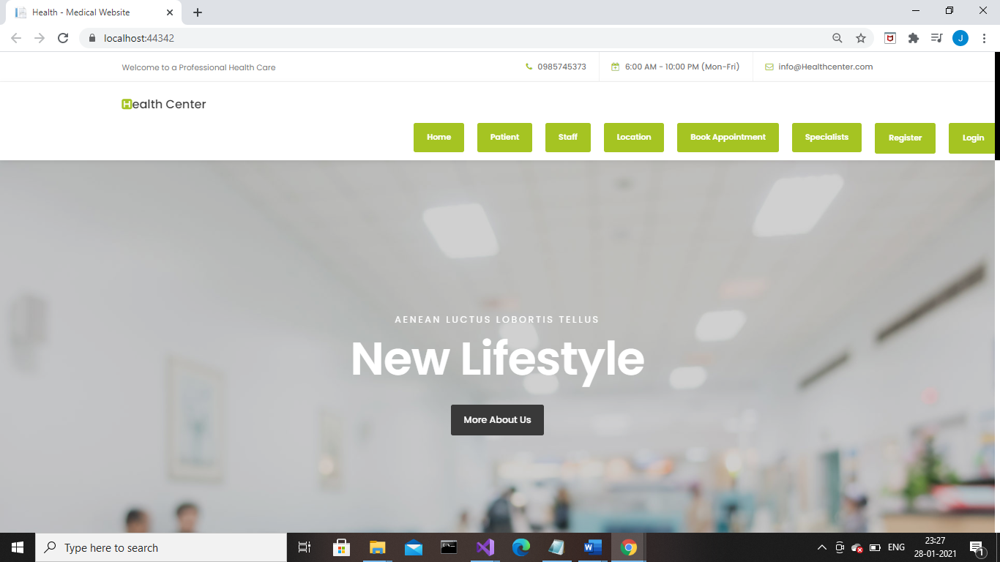 Health - Medical Website
localhost:44342
J
Welcome to a Professional Health Care
0985745373
6:00 AM - 10:00 PM (Mon-Fri)
info@Healthcenter.com
Health Center
Home Patient Staff Location Book Appointment Specialists Register Login
AENEAN LUCTUS LOBORTIS TELLUS
New Lifestyle
More About Us
Type here to search
ENG
23:27
28-01-2021
1